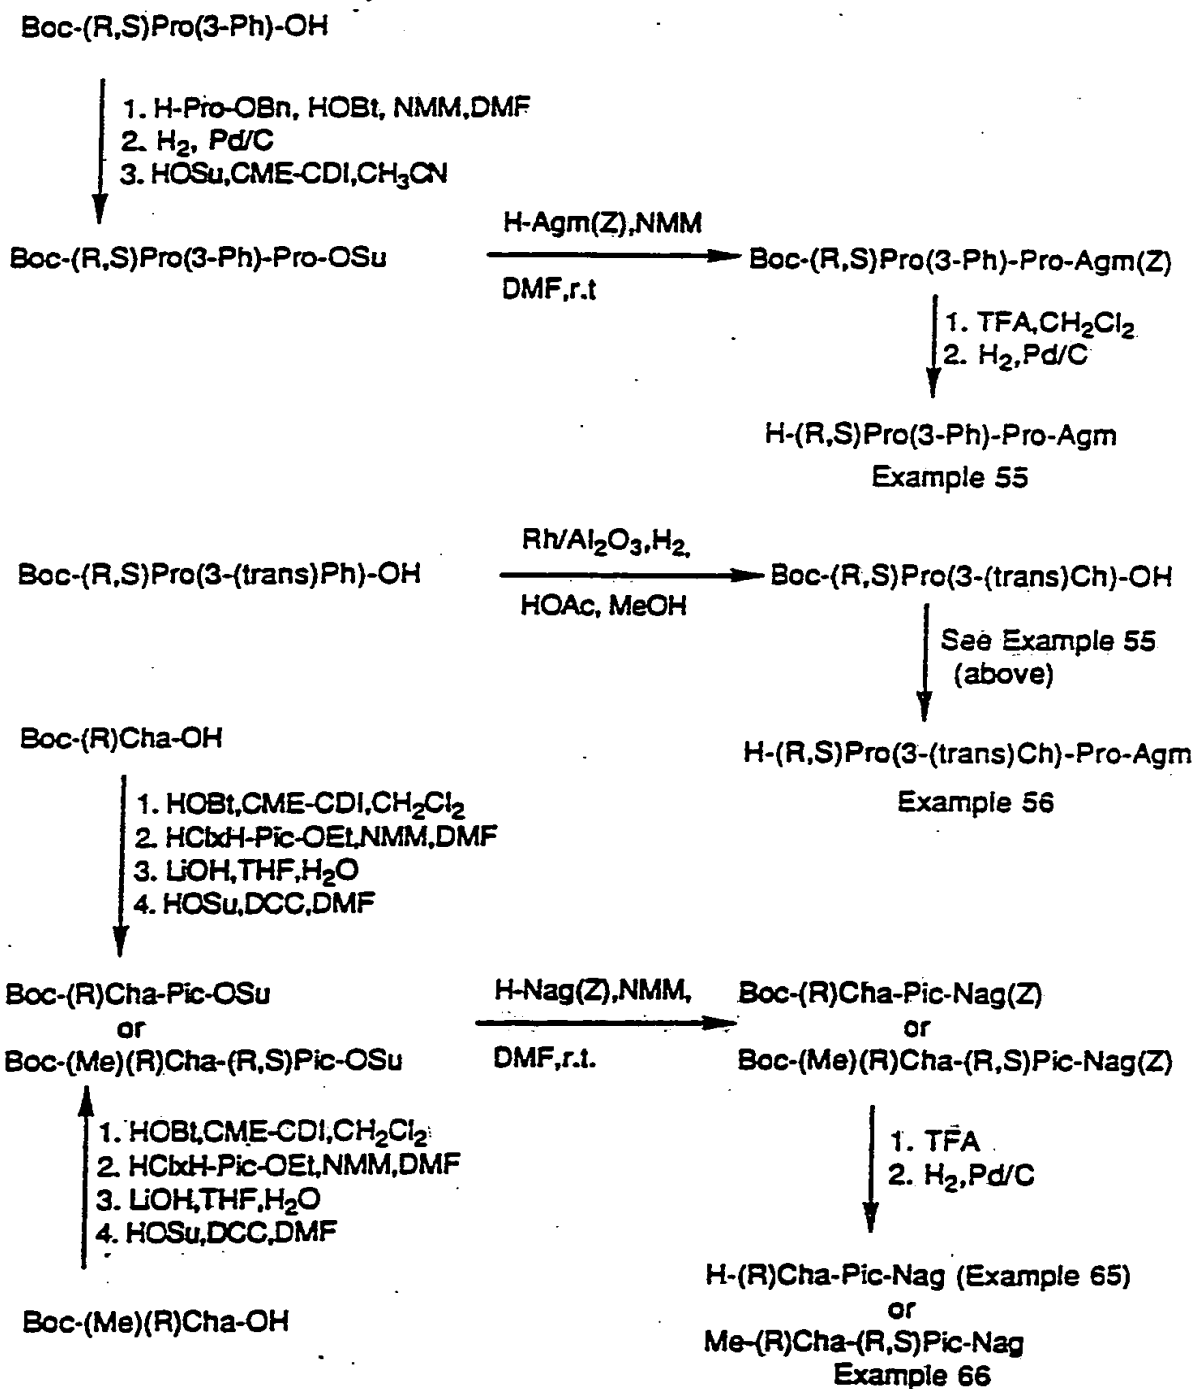 Boc-(R,S)Pro(3-Ph)-OH
1. H-Pro-OBn, HOBt, NMM,DMF
2. H₂, Pd/C
3. HOSu,CME-CDI,CH₃CN
Boc-(R,S)Pro(3-Ph)-Pro-OSu
H-Agm(Z),NMM
DMF,r.t
Boc-(R,S)Pro(3-Ph)-Pro-Agm(Z)
1. TFA,CH₂Cl₂
2. H₂,Pd/C
H-(R,S)Pro(3-Ph)-Pro-Agm
Example 55
Boc-(R,S)Pro(3-(trans)Ph)-OH
Rh/Al₂O₃,H₂,
HOAc, MeOH
Boc-(R,S)Pro(3-(trans)Ch)-OH
See Example 55
(above)
H-(R,S)Pro(3-(trans)Ch)-Pro-Agm
Example 56
Boc-(R)Cha-OH
1. HOBt,CME-CDI,CH₂Cl₂
2. HClxH-Pic-OEt,NMM,DMF
3. LiOH,THF,H₂O
4. HOSu,DCC,DMF
Boc-(R)Cha-Pic-OSu
or
Boc-(Me)(R)Cha-(R,S)Pic-OSu
H-Nag(Z),NMM,
DMF,r.t.
Boc-(R)Cha-Pic-Nag(Z)
or
Boc-(Me)(R)Cha-(R,S)Pic-Nag(Z)
1. HOBt,CME-CDI,CH₂Cl₂
2. HClxH-Pic-OEt,NMM,DMF
3. LiOH,THF,H₂O
4. HOSu,DCC,DMF
Boc-(Me)(R)Cha-OH
1. TFA
2. H₂,Pd/C
H-(R)Cha-Pic-Nag (Example 65)
or
Me-(R)Cha-(R,S)Pic-Nag
Example 66